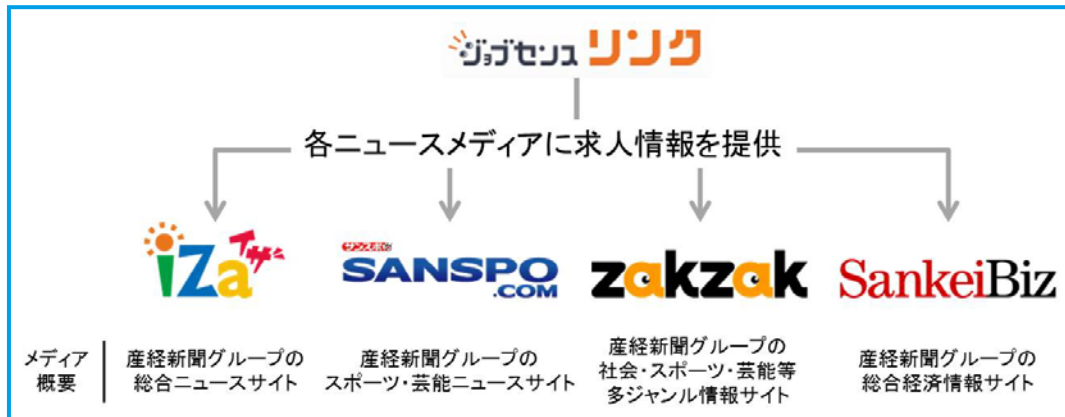 ジョブセンス リンク
各ニュースメディアに求人情報を提供
iza イザ!
サンスポ
SANSPO
.COM
zakzak
SankeiBiz
メディア
概要
産経新聞グループの
総合ニュースサイト
産経新聞グループの
スポーツ・芸能ニュースサイト
産経新聞グループの
社会・スポーツ・芸能等
多ジャンル情報サイト
産経新聞グループの
総合経済情報サイト